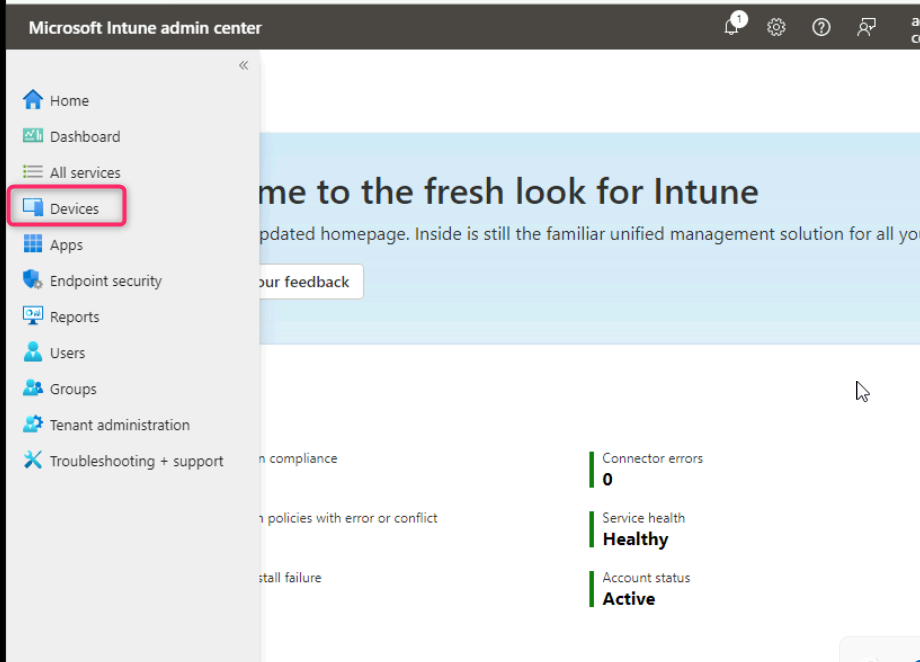 Microsoft Intune admin center
1
Home
Dashboard
All services
Devices
Apps
Endpoint security
Reports
Users
Groups
Tenant administration
Troubleshooting + support
me to the fresh look for Intune
pdated homepage. Inside is still the familiar unified management solution for all
our feedback
compliance
Connector errors
0
policies with error or conflict
Service health
Healthy
stall failure
Account status
Active